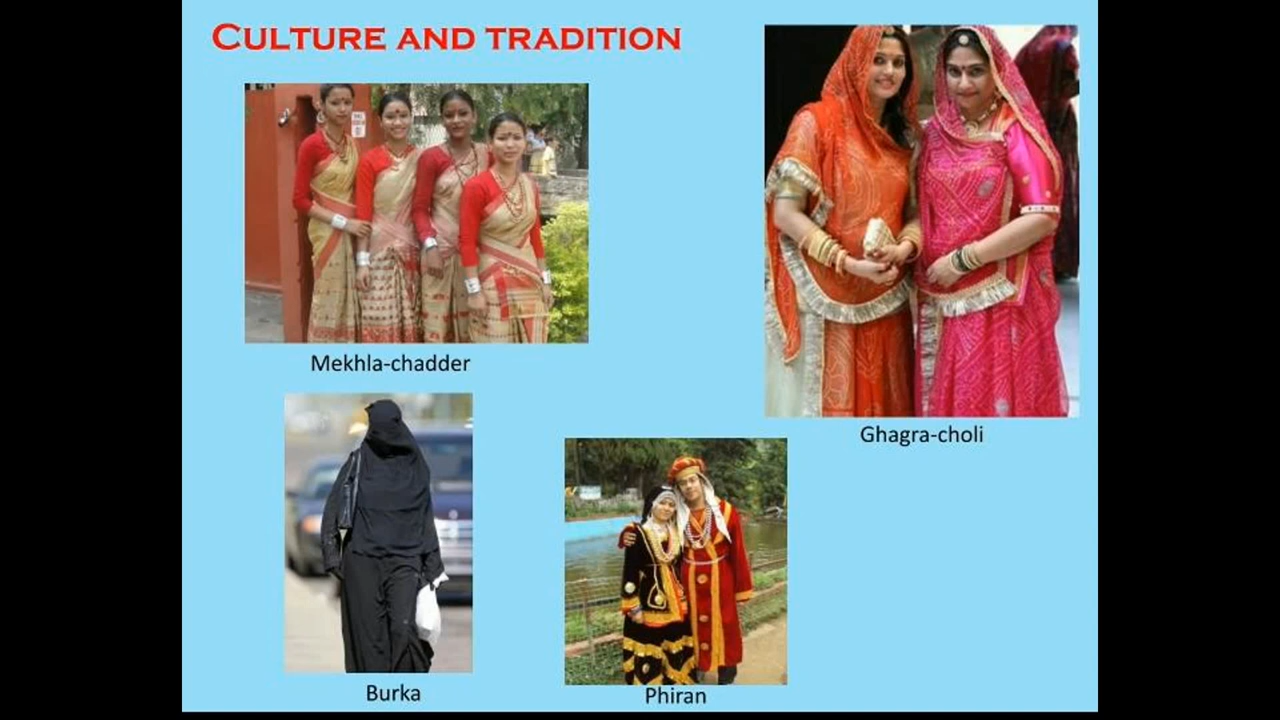 CULTURE AND TRADITION
Mekhla-chadder
Ghagra-choli
Burka
Phiran